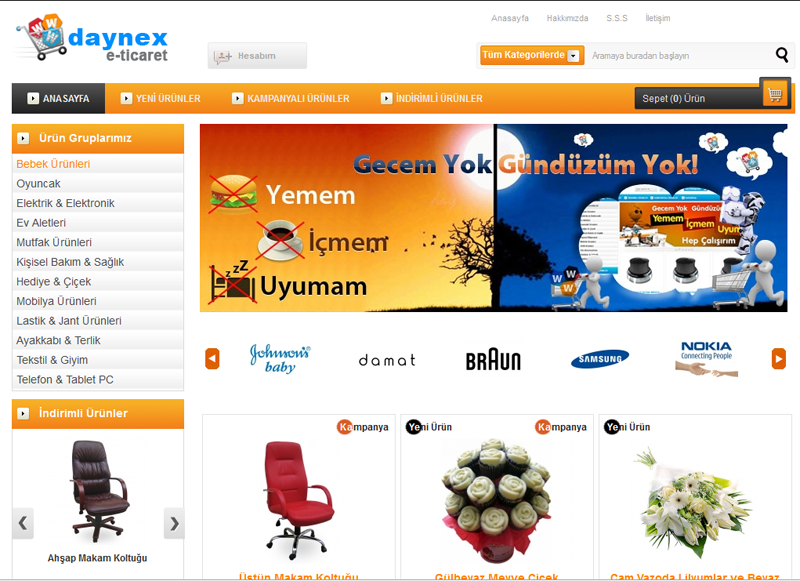 Anasayfa Hakkımızda S.S.S İletişim
daynex
e-ticaret
Hesabım
Tüm Kategorilerde
Aramaya buradan başlayın
ANASAYFA
YENİ ÜRÜNLER
KAMPANYALI ÜRÜNLER
İNDİRİMLİ ÜRÜNLER
Sepet (0) Ürün
Ürün Gruplarımız
Bebek Ürünleri
Oyuncak
Elektrik & Elektronik
Ev Aletleri
Mutfak Ürünleri
Kişisel Bakım & Sağlık
Hediye & Çiçek
Mobilya Ürünleri
Lastik & Jant Ürünleri
Ayakkabı & Terlik
Tekstil & Giyim
Telefon & Tablet PC
Gecem Yok Gündüzüm Yok!
Yemem
İçmem
Uyumam
zzZ
Gecem Yok Gündüzüm
Yemem İçmem Uyum
Hep Çalışırım
W W W
Johnson's
baby
damat
BRAUN
SAMSUNG
NOKIA
Connecting People
İndirimli Ürünler
Ahşap Makam Koltuğu
Kampanya
Üstün Makam Koltuğu
Yeni Ürün
Kampanya
Gülbeyaz Meyve Çiçek
Yeni Ürün
Cam Vazoda Lilyumlar ve Beyaz